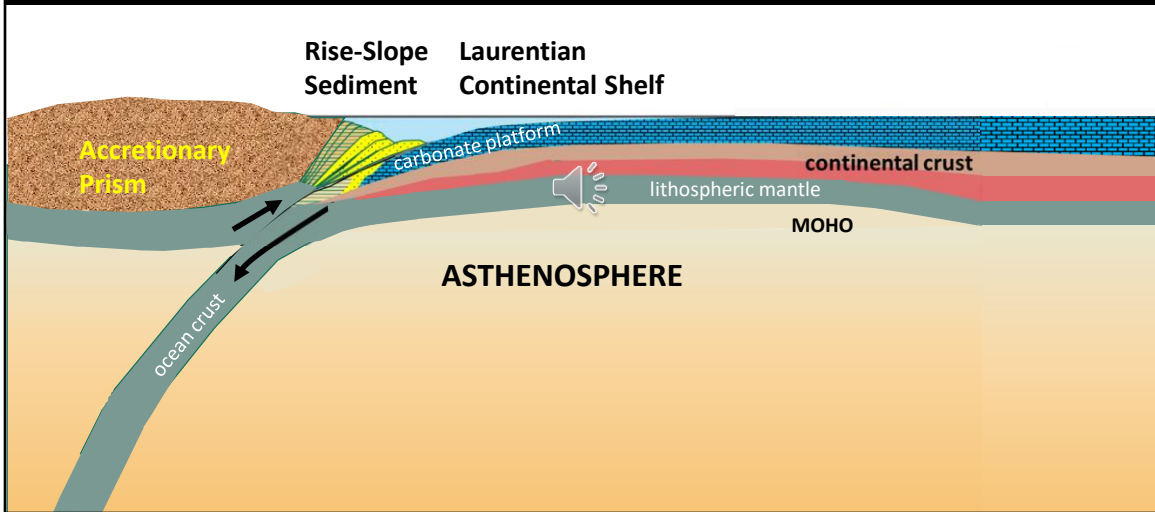 Rise-Slope
Sediment
Laurentian
Continental Shelf
Accretionary
Prism
carbonate platform
continental crust
lithospheric mantle
MOHO
ASTHENOSPHERE
ocean crust